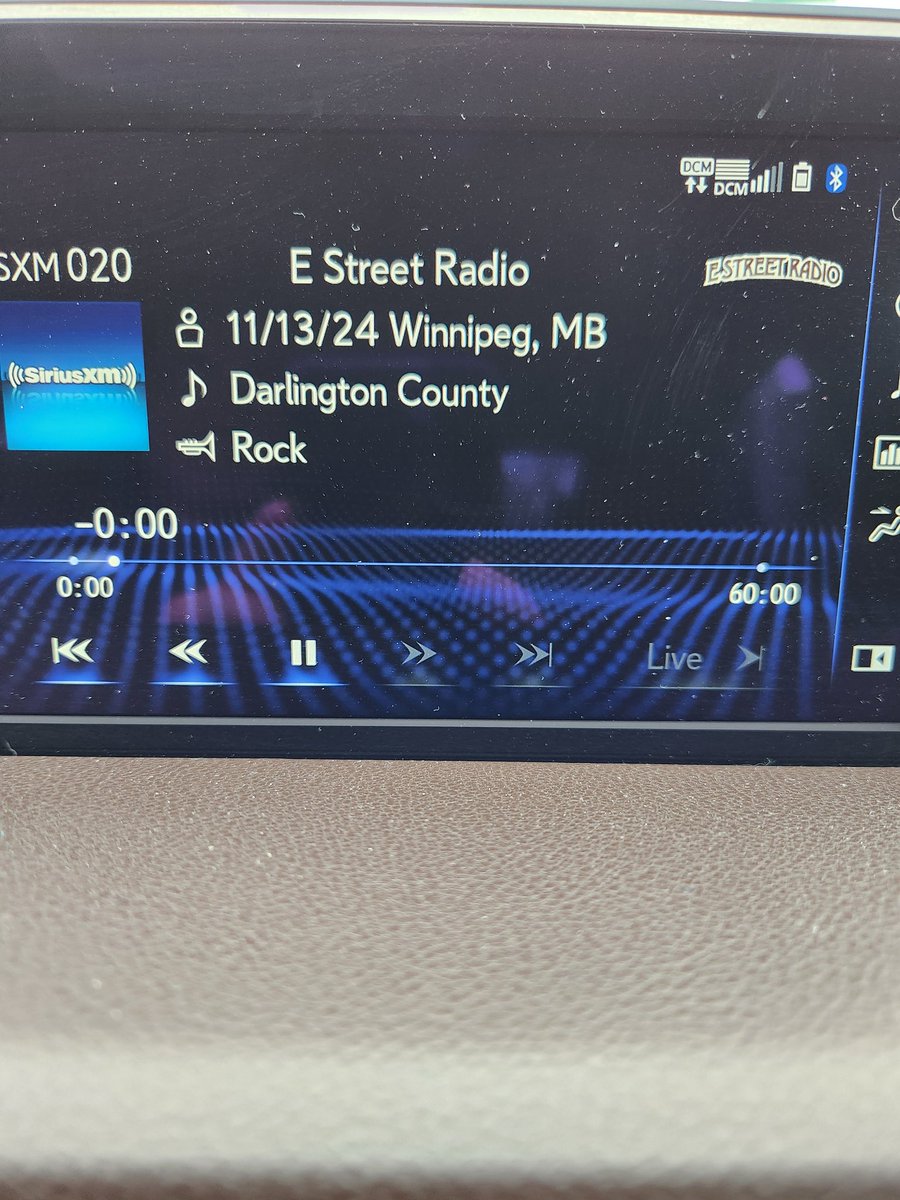 DCM
DCM
SXM 020
E Street Radio
E STREET RADIO
((SiriusXM))
11/13/24 Winnipeg, MB
Darlington County
Rock
-0:00
0:00
60:00
Live